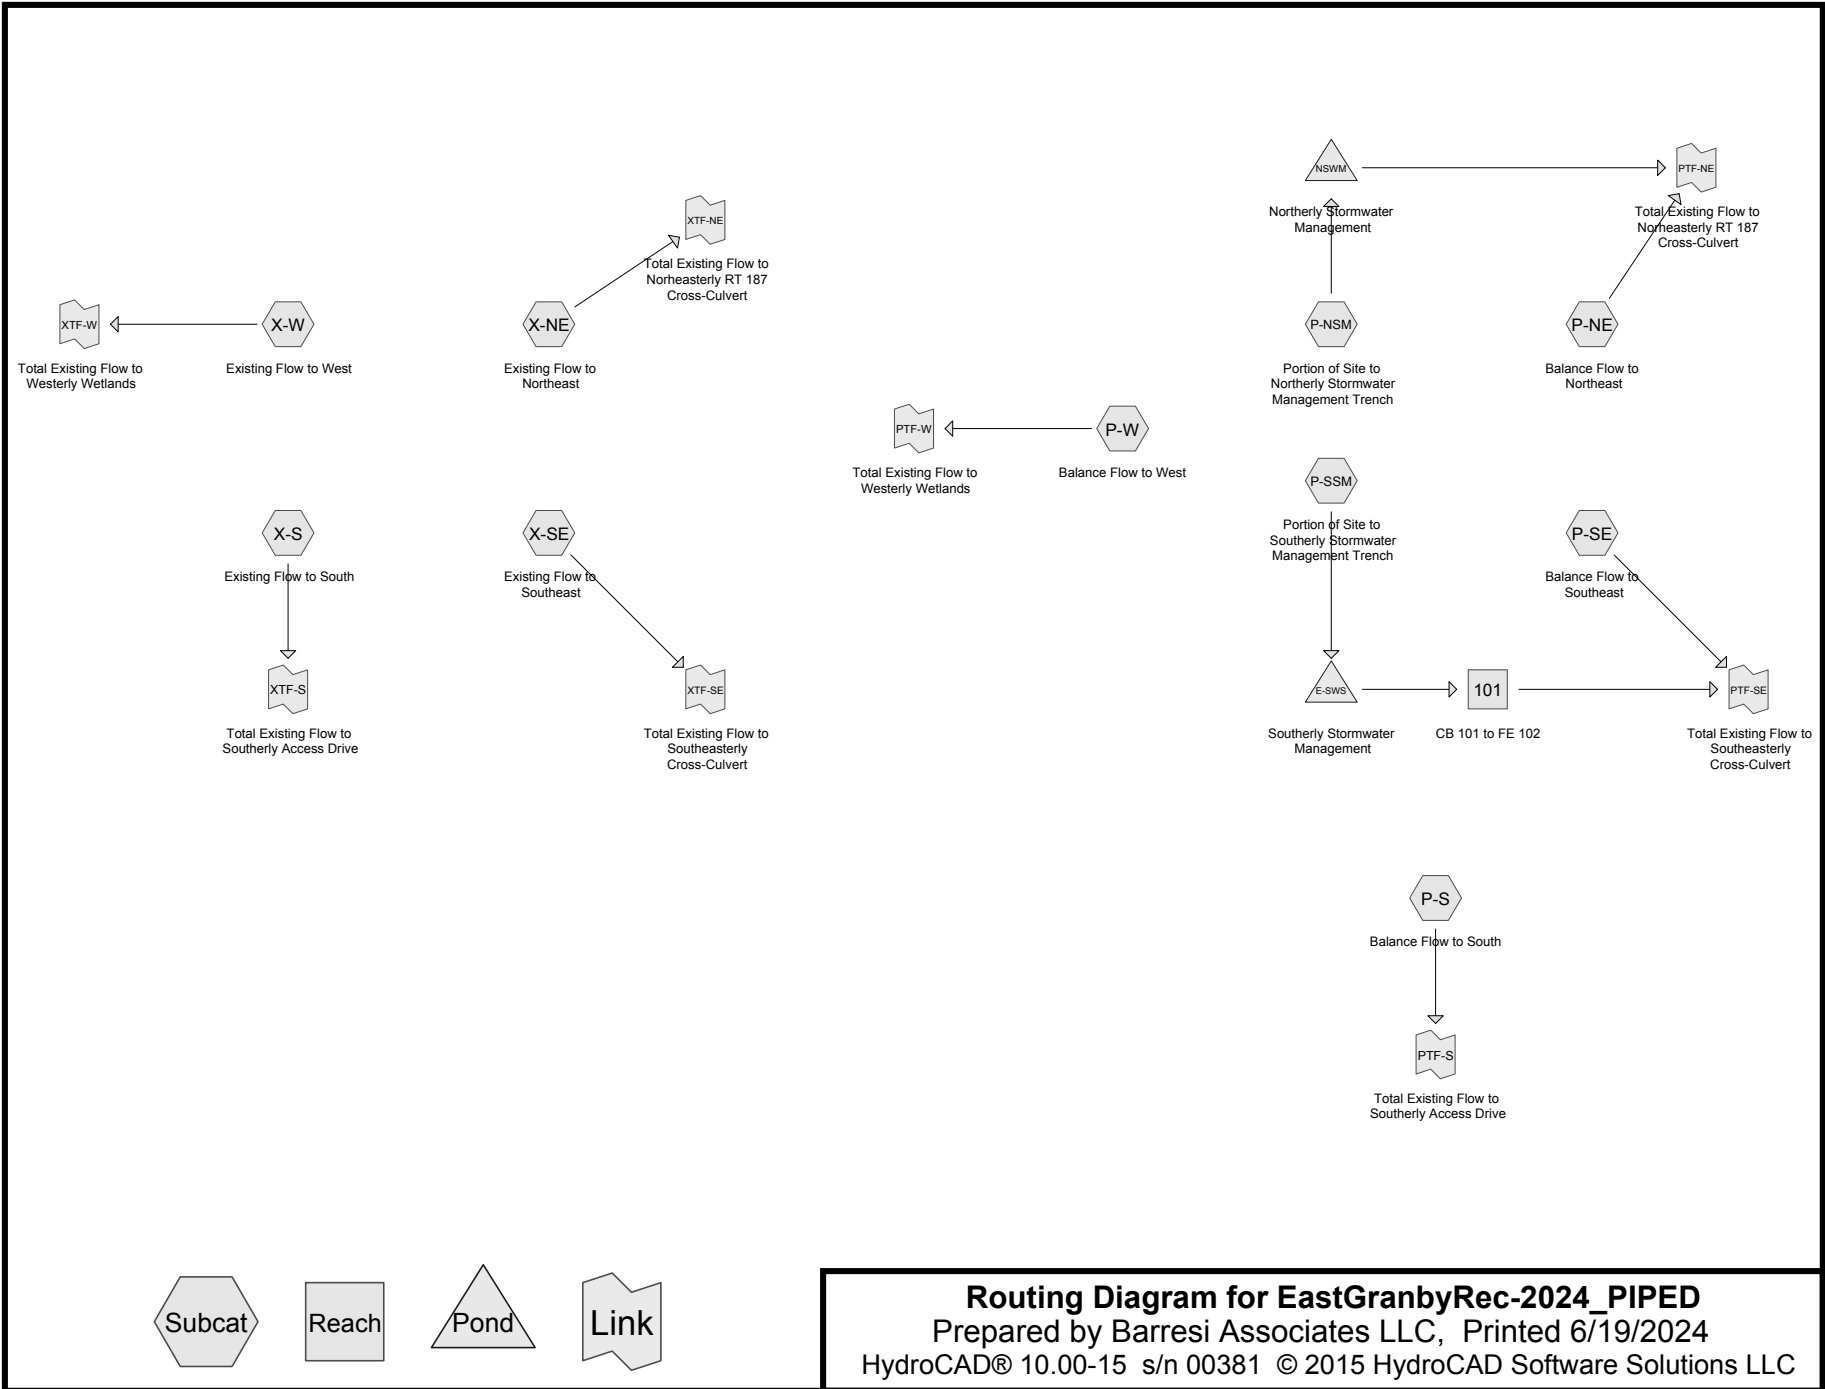 NSWM
Northerly Stormwater
Management
PTF-NE
Total Existing Flow to
Norheasterly RT 187
Cross-Culvert
XTF-NE
Total Existing Flow to
Norheasterly RT 187
Cross-Culvert
XTF-W
Total Existing Flow to
Westerly Wetlands
X-W
Existing Flow to West
X-NE
Existing Flow to
Northeast
P-NSM
Portion of Site to
Northerly Stormwater
Management Trench
P-NE
Balance Flow to
Northeast
PTF-W
Total Existing Flow to
Westerly Wetlands
P-W
Balance Flow to West
P-SSM
Portion of Site to
Southerly Stormwater
Management Trench
X-S
Existing Flow to South
X-SE
Existing Flow to
Southeast
P-SE
Balance Flow to
Southeast
XTF-S
Total Existing Flow to
Southerly Access Drive
XTF-SE
Total Existing Flow to
Southeasterly
Cross-Culvert
E-SWS
Southerly Stormwater
Management
101
CB 101 to FE 102
PTF-SE
Total Existing Flow to
Southeasterly
Cross-Culvert
P-S
Balance Flow to South
PTF-S
Total Existing Flow to
Southerly Access Drive
Subcat
Reach
Pond
Link
Routing Diagram for EastGranbyRec-2024_PIPED
Prepared by Barresi Associates LLC, Printed 6/19/2024
HydroCAD® 10.00-15 s/n 00381 © 2015 HydroCAD Software Solutions LLC